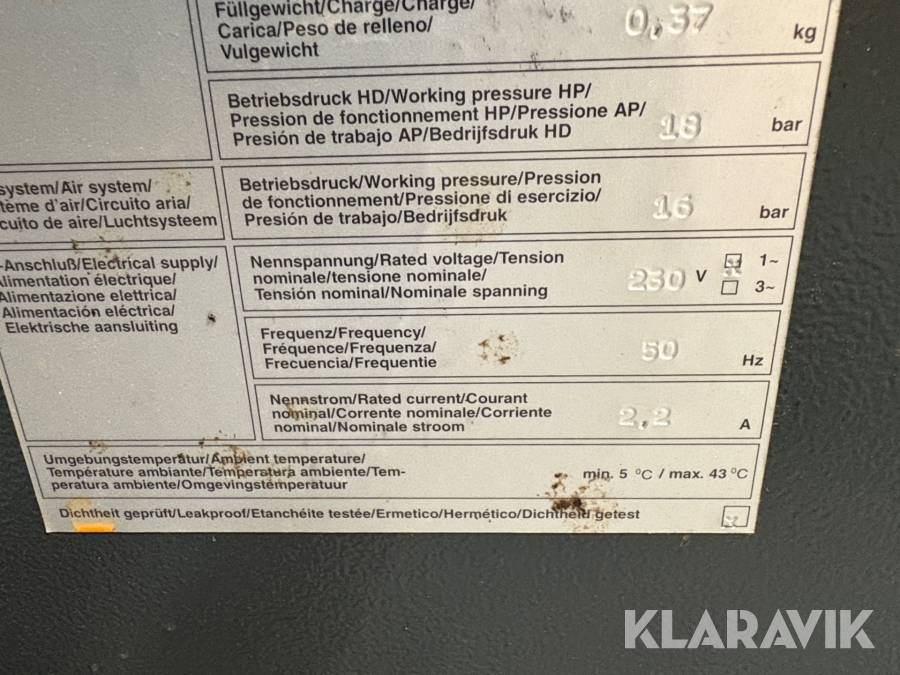 Füllgewicht/Charge/Charge/
Carica/Peso de relleno/
Vulgewicht
0,37
kg
Betriebsdruck HD/Working pressure HP/
Pression de fonctionnement HP/Pressione AP/
Presión de trabajo AP/Bedrijfsdruk HD
18
bar
system/Air system/
tème d'air/Circuito aria/
cuito de aire/Luchtsysteem
Betriebsdruck/Working pressure/Pression
de fonctionnement/Pressione di esercizio/
Presión de trabajo/Bedrijfsdruk
16
bar
-Anschluß/Electrical supply/
Alimentation électrique/
Alimentazione elettrica/
Alimentación eléctrica/
Elektrische aansluiting
Nennspannung/Rated voltage/Tension
nominale/tensione nominale/
Tensión nominal/Nominale spanning
230 V
x 1~
3~
Frequenz/Frequency/
Fréquence/Frequenza/
Frecuencia/Frequentie
50
Hz
Nennstrom/Rated current/Courant
nominal/Corrente nominale/Corriente
nominal/Nominale stroom
2,2
A
Umgebungstemperatur/Ambient temperature/
Température ambiante/Temperatura ambiente/Tem-
peratura ambiente/Omgevingstemperatuur
min. 5 °C / max. 43 °C
Dichtheit geprüft/Leakproof/Etanchéite testée/Ermetico/Hermético/Dichtheid getest
x
KLARAVIK